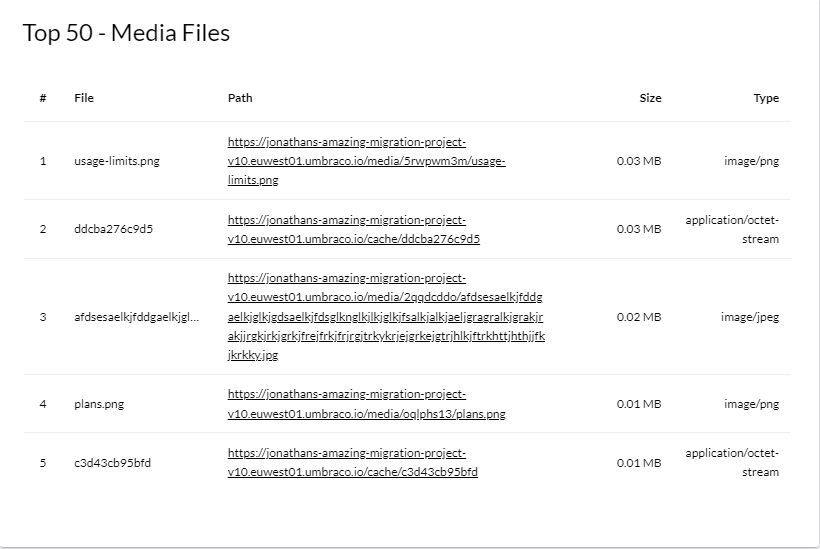 Top 50 - Media Files
# File Path Size Type
1 usage-limits.png https://jonathans-amazing-migration-project- 0.03 MB image/png
v10.euwest01.umbraco.io/media/5rwpwm3m/usage-
limits.png
2 ddcba276c9d5 https://jonathans-amazing-migration-project- 0.03 MB application/octet-
v10.euwest01.umbraco.io/cache/ddcba276c9d5 stream
3 afdsesaelkjfddgaelkjgl... https://jonathans-amazing-migration-project- 0.02 MB image/jpeg
v10.euwest01.umbraco.io/media/2qqdcddo/afdsesaelkjfddg
aelkjglkjgdsaelkjfdsglknglkjlkjglkjfsalkjalkjaeljgragralkjgrakjr
akjjrgkjrkjgrkjfrejfrkjfrjrgjtrkykrjejgrkejgtrjhlkjftrkhttjhthjjfk
jkrkky.jpg
4 plans.png https://jonathans-amazing-migration-project- 0.01 MB image/png
v10.euwest01.umbraco.io/media/oqlphs13/plans.png
5 c3d43cb95bfd https://jonathans-amazing-migration-project- 0.01 MB application/octet-
v10.euwest01.umbraco.io/cache/c3d43cb95bfd stream